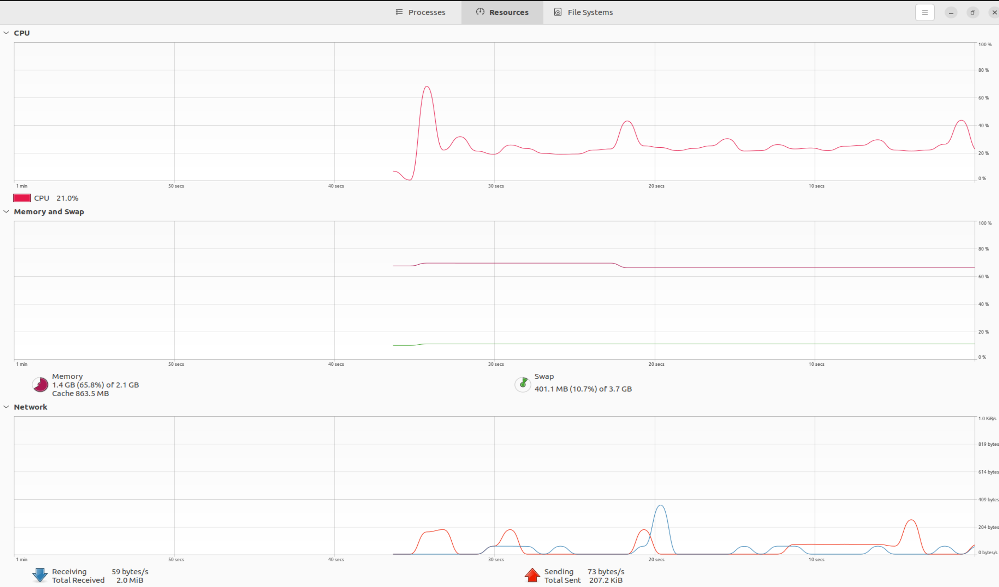 Processes
Resources
File Systems
CPU
100 %
80 %
60 %
40 %
20 %
0 %
1 min
50 secs
40 secs
30 secs
20 secs
10 secs
CPU 21.0%
Memory and Swap
100 %
80 %
60 %
40 %
20 %
0 %
1 min
50 secs
40 secs
30 secs
20 secs
10 secs
Memory
1.4 GB (65.8%) of 2.1 GB
Cache 863.5 MB
Swap
401.1 MB (10.7%) of 3.7 GB
Network
1.0 KiB/s
819 bytes
614 bytes
409 bytes
204 bytes
0 bytes/s
1 min
50 secs
40 secs
30 secs
20 secs
10 secs
Receiving 59 bytes/s
Total Received 2.0 MiB
Sending 73 bytes/s
Total Sent 207.2 KiB